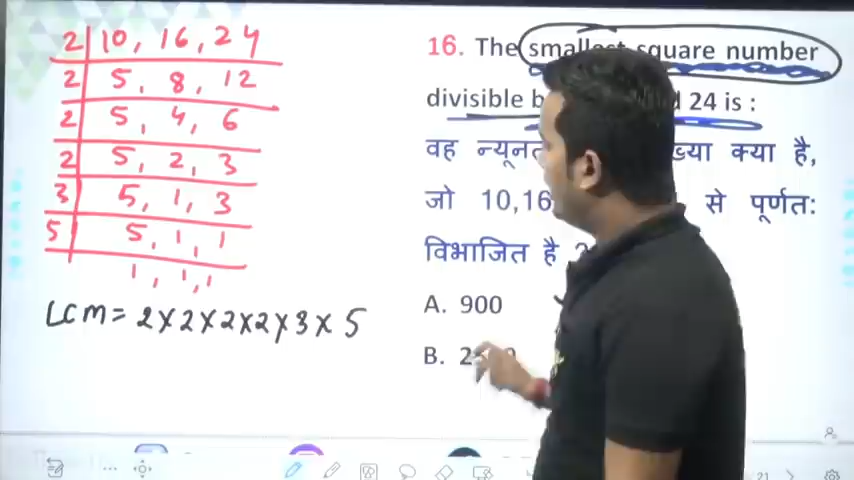 2 | 10, 16, 24
2 | 5, 8, 12
2 | 5, 4, 6
2 | 5, 2, 3
3 | 5, 1, 3
5 | 5, 1, 1
1, 1, 1
LCM = 2 × 2 × 2 × 2 × 3 × 5
16. The smallest square number
divisible 24 is :
वह क्या है,
जो 10,16 से पूर्णत:
विभाजित है
A. 900
B.
21